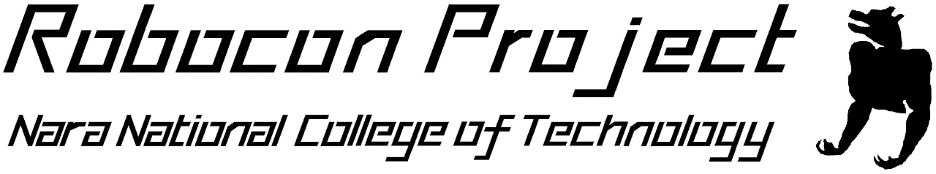 Robocon Project
Nara National College of Technology